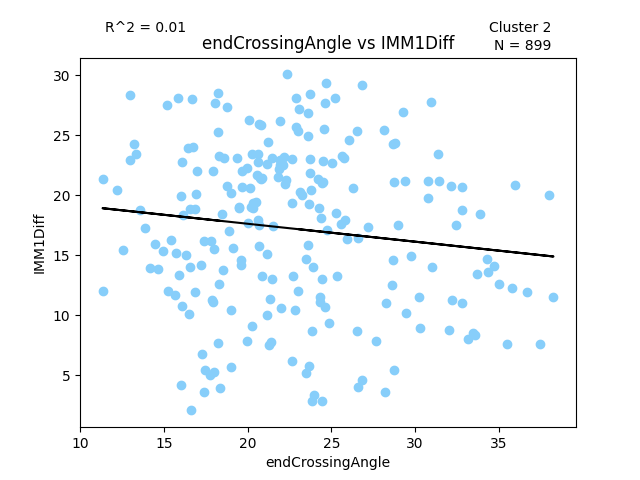 R^2 = 0.01
Cluster 2
endCrossingAngle vs IMM1Diff
N = 899
30
25
20
15
10
5
IMM1Diff
10 15 20 25 30 35
endCrossingAngle